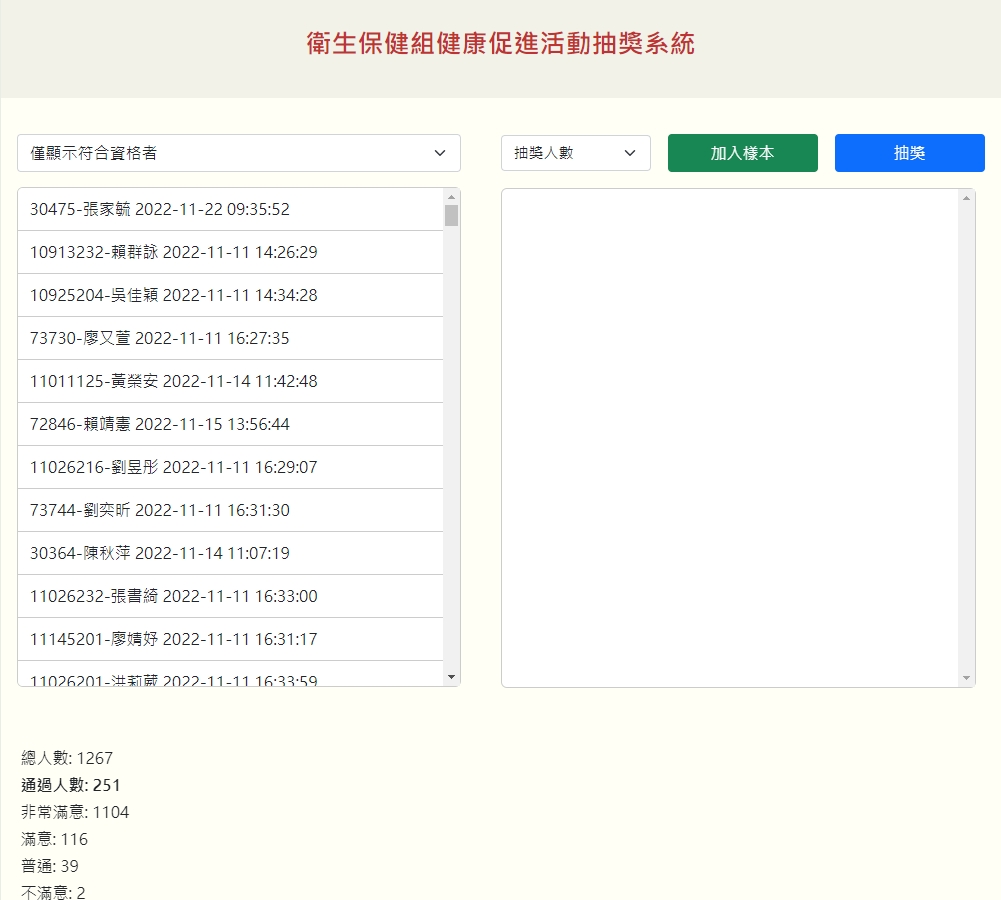 衛生保健組健康促進活動抽獎系統
僅顯示符合資格者
抽獎人數
加入樣本
抽獎
30475-張家毓 2022-11-22 09:35:52
10913232-賴群詠 2022-11-11 14:26:29
10925204-吳佳穎 2022-11-11 14:34:28
73730-廖又萱 2022-11-11 16:27:35
11011125-黃榮安 2022-11-14 11:42:48
72846-賴靖憲 2022-11-15 13:56:44
11026216-劉昱彤 2022-11-11 16:29:07
73744-劉奕昕 2022-11-11 16:31:30
30364-陳秋萍 2022-11-14 11:07:19
11026232-張書綺 2022-11-11 16:33:00
11145201-廖婧妤 2022-11-11 16:31:17
11026201-洪莉葳 2022-11-11 16:33:59
總人數: 1267
通過人數: 251
非常滿意: 1104
滿意: 116
普通: 39
不滿意: 2